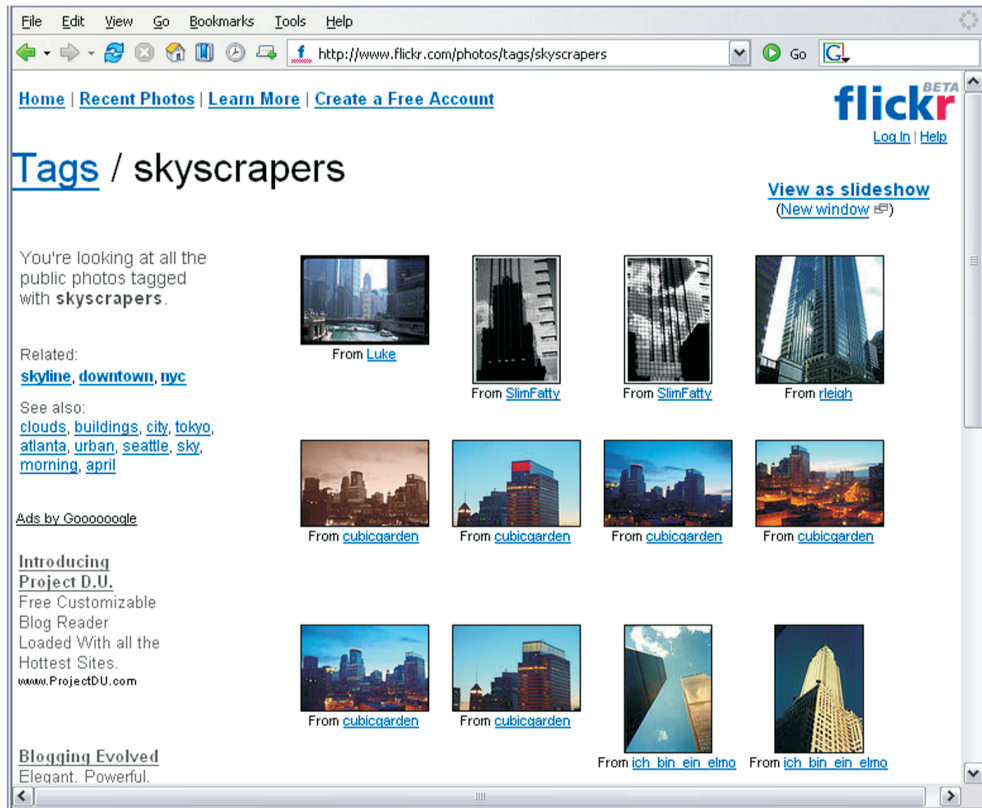 File Edit View Go Bookmarks Tools Help
http://www.flickr.com/photos/tags/skyscrapers Go G
Home | Recent Photos | Learn More | Create a Free Account
flickr BETA
Log In | Help
Tags / skyscrapers
View as slideshow
(New window)
You're looking at all the
public photos tagged
with skyscrapers.
Related:
skyline, downtown, nyc
See also:
clouds, buildings, city, tokyo,
atlanta, urban, seattle, sky,
morning, april
Ads by Goooooogle
Introducing
Project D.U.
Free Customizable
Blog Reader
Loaded With all the
Hottest Sites.
www.ProjectDU.com
Blogging Evolved
Elegant. Powerful.
From Luke
From SlimFatty
From SlimFatty
From rleigh
From cubicgarden
From cubicgarden
From cubicgarden
From cubicgarden
From cubicgarden
From cubicgarden
From ich_bin_ein_elmo
From ich_bin_ein_elmo